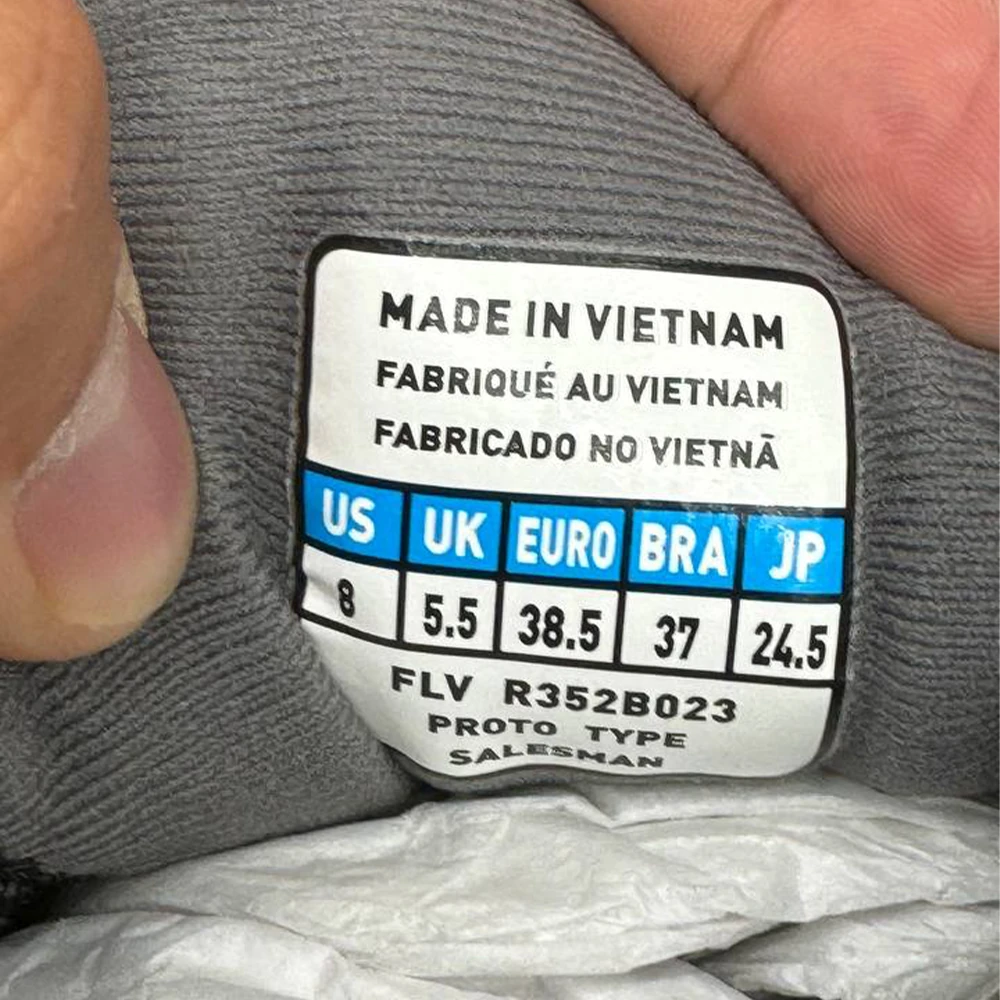 MADE IN VIETNAM
FABRIQUÉ AU VIETNAM
FABRICADO NO VIETNÃ
US UK EURO BRA JP
8 5.5 38.5 37 24.5
FLV R352B023
PROTO TYPE
SALESMAN